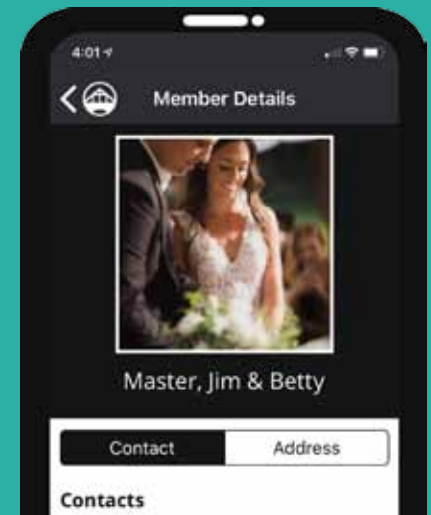 4:01
Member Details
Master, Jim & Betty
Contact Address
Contacts